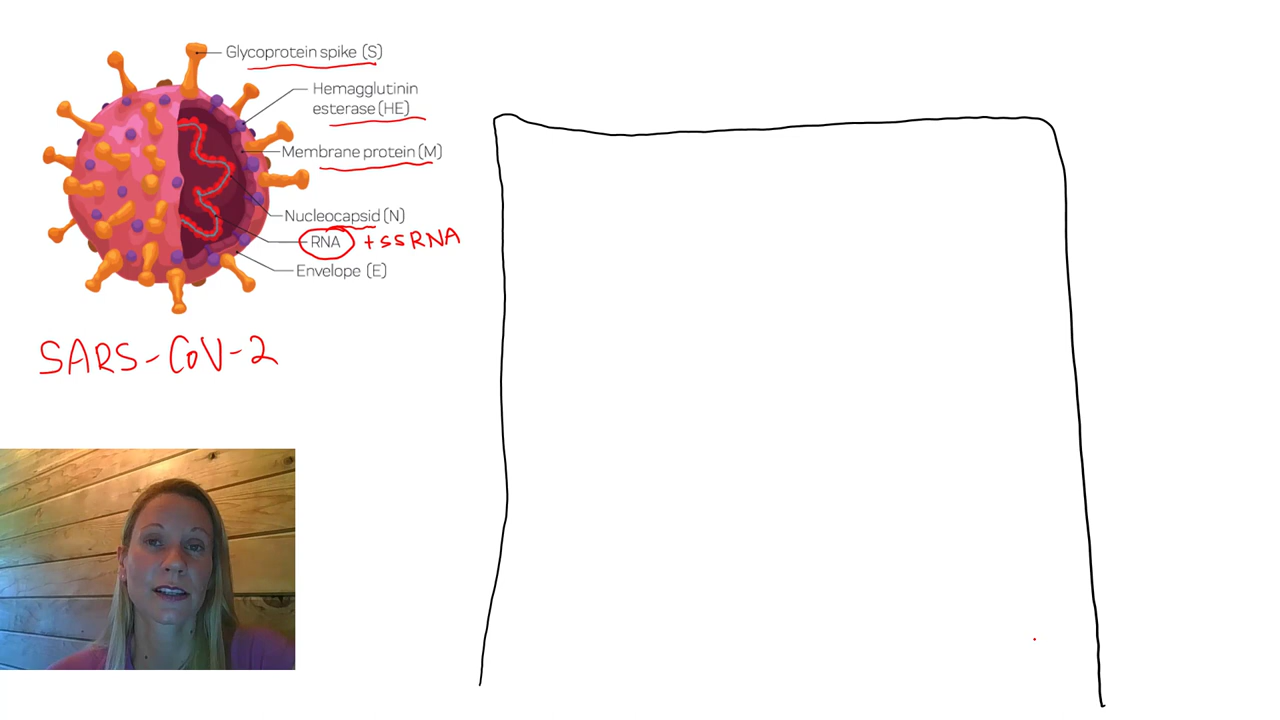 Glycoprotein spike (S)
Hemagglutinin
esterase (HE)
Membrane protein (M)
Nucleocapsid (N)
RNA +ssRNA
Envelope (E)
SARS-CoV-2